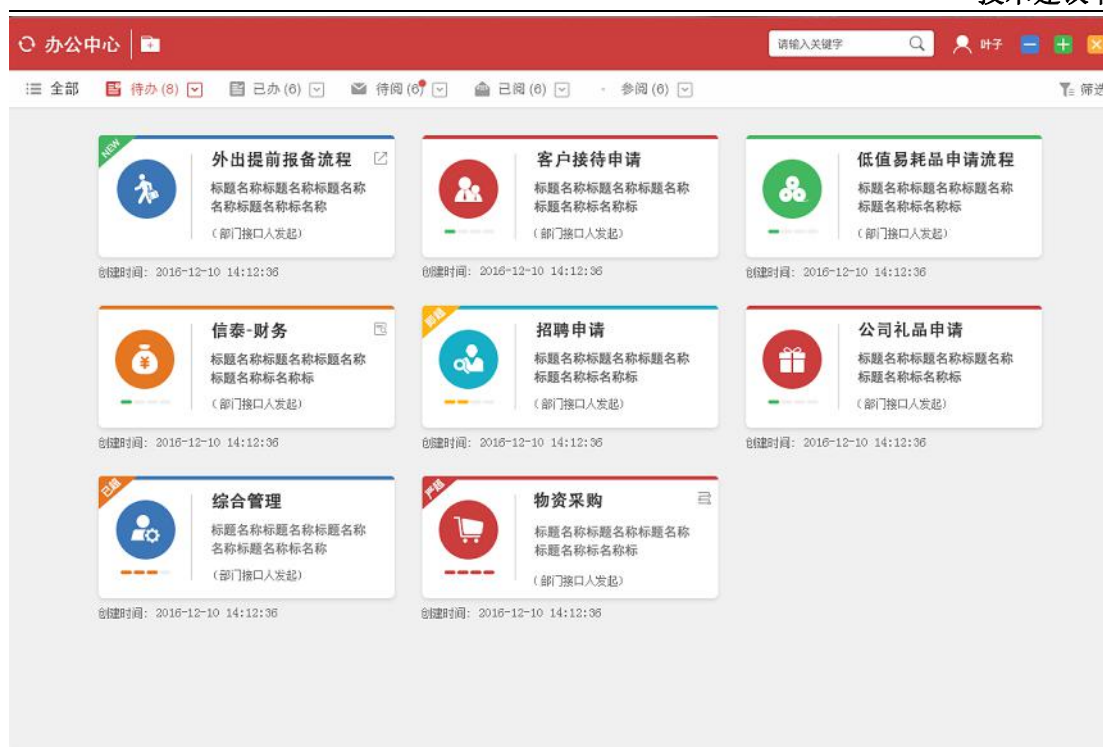 技术建议书
办公中心
请输入关键字
叶子
全部
待办(8)
已办(6)
待阅(6)
已阅(6)
参阅(6)
筛选
NEW
外出提前报备流程
标题名称标题名称标题名称
名称标题名称标名称
(部门接口人发起)
创建时间: 2016-12-10 14:12:36
客户接待申请
标题名称标题名称标题名称
标题名称标名称标
(部门接口人发起)
创建时间: 2016-12-10 14:12:36
低值易耗品申请流程
标题名称标题名称标题名称
标题名称标名称标
(部门接口人发起)
创建时间: 2016-12-10 14:12:36
信泰-财务
标题名称标题名称标题名称
标题名称标名称标
(部门接口人发起)
创建时间: 2016-12-10 14:12:36
即超
招聘申请
标题名称标题名称标题名称
标题名称标名称标
(部门接口人发起)
创建时间: 2016-12-10 14:12:36
公司礼品申请
标题名称标题名称标题名称
标题名称标名称标
(部门接口人发起)
创建时间: 2016-12-10 14:12:36
已超
综合管理
标题名称标题名称标题名称
名称标题名称标名称
(部门接口人发起)
创建时间: 2016-12-10 14:12:36
严超
物资采购
标题名称标题名称标题名称
标题名称标名称标
(部门接口人发起)
创建时间: 2016-12-10 14:12:36